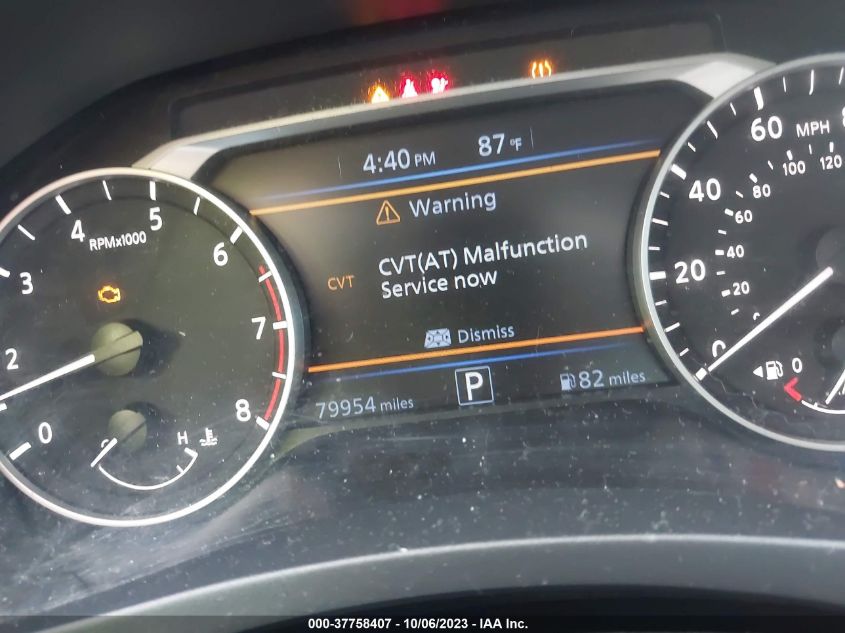 4:40 PM 87 °F
Warning
CVT CVT(AT) Malfunction
Service now
Dismiss
79954 miles P 82 miles
0 2 3 4 5 6 7 8
RPMx1000
H
0 20 40 60
MPH
20 40 60 80 100 120
0
000-37758407 - 10/06/2023 - IAA Inc.